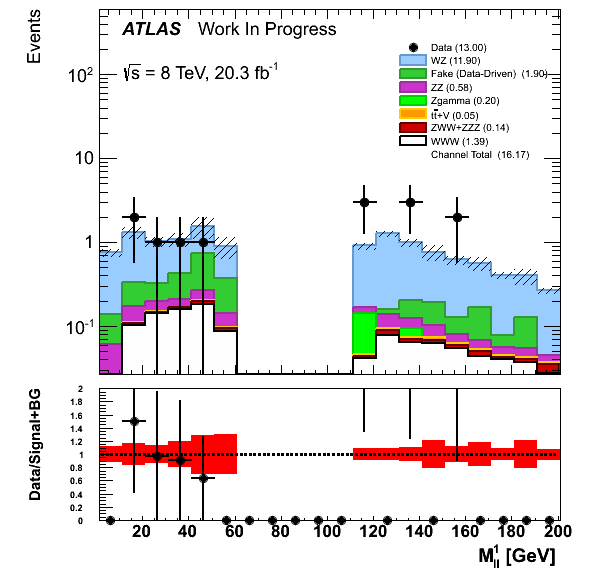 Events
ATLAS Work In Progress
√s = 8 TeV, 20.3 fb⁻¹
Data (13.00)
WZ (11.90)
Fake (Data-Driven) (1.90)
ZZ (0.58)
Zgamma (0.20)
tt̄+V (0.05)
ZWW+ZZZ (0.14)
WWW (1.39)
Channel Total (16.17)
10²
10
1
10⁻¹
Data/Signal+BG
2
1.8
1.6
1.4
1.2
1
0.8
0.6
0.4
0.2
0
20 40 60 80 100 120 140 160 180 200
M¹ll [GeV]